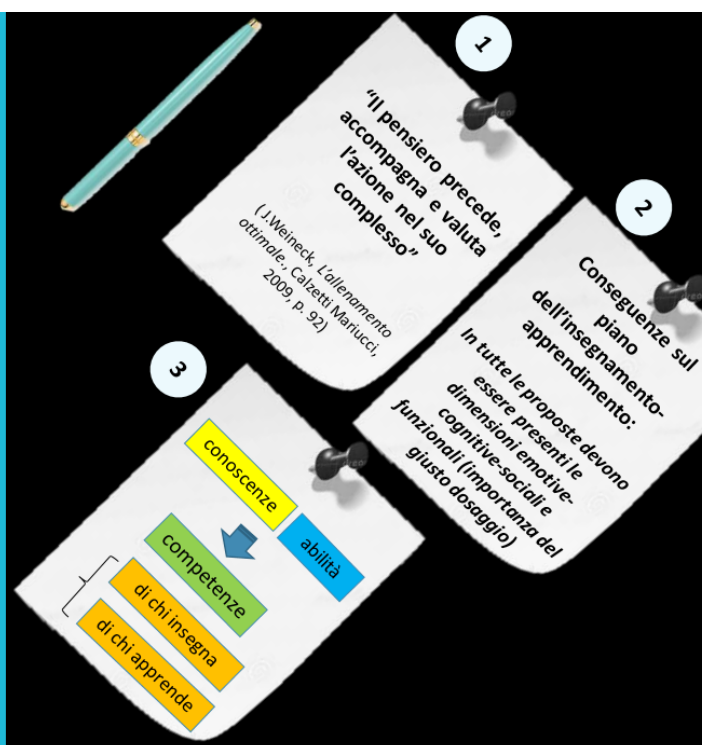 1
“Il pensiero precede,
accompagna e valuta
l’azione nel suo
complesso”
( J.Weineck, L’allenamento
ottimale., Calzetti Mariucci,
2009, p. 92)
2
Conseguenze sul
piano
dell’insegnamento-
apprendimento:
In tutte le proposte devono
essere presenti le
dimensioni emotive-
cognitive-sociali e
funzionali (importanza del
giusto dosaggio)
3
conoscenze
abilità
competenze
di chi insegna
di chi apprende